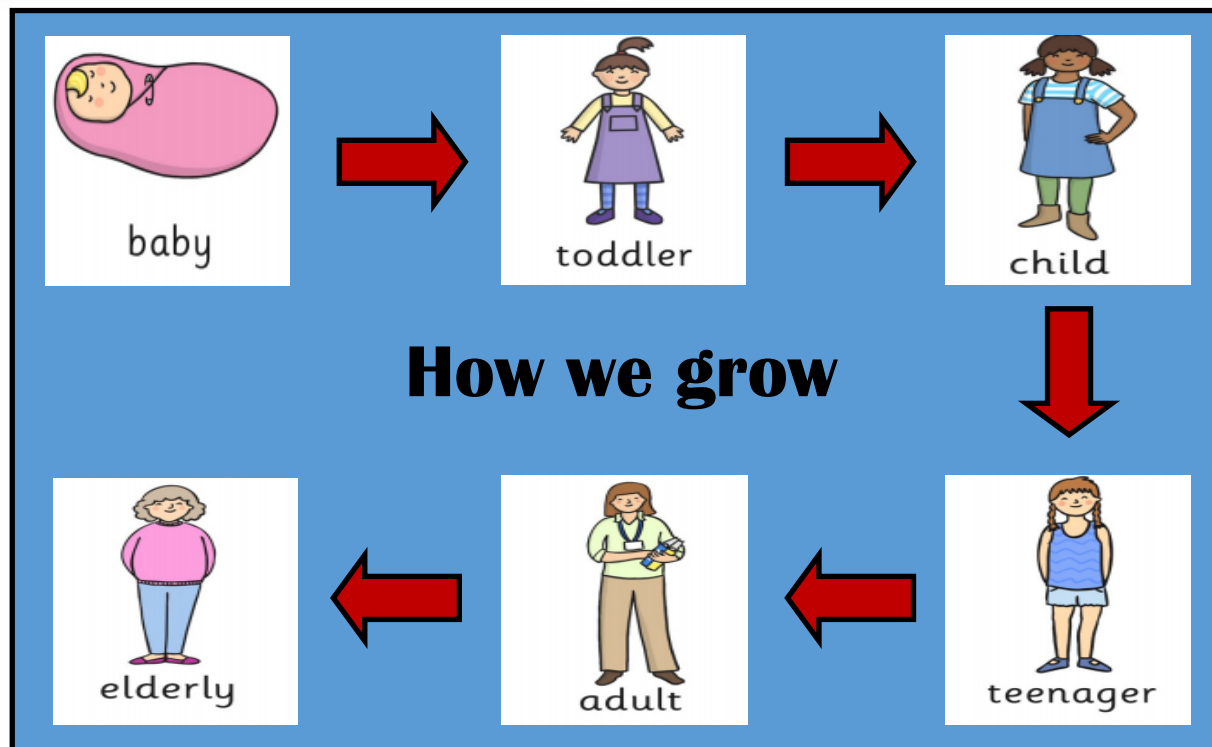 baby
toddler
child
How we grow
elderly
adult
teenager